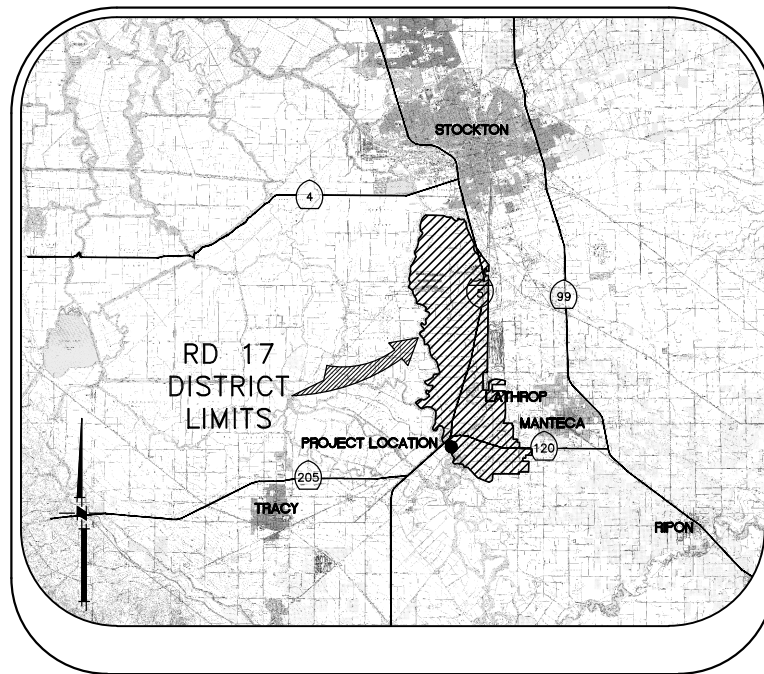 STOCKTON
4
5
99
RD 17
DISTRICT
LIMITS
LATHROP
MANTECA
PROJECT LOCATION
120
205
TRACY
RIPON